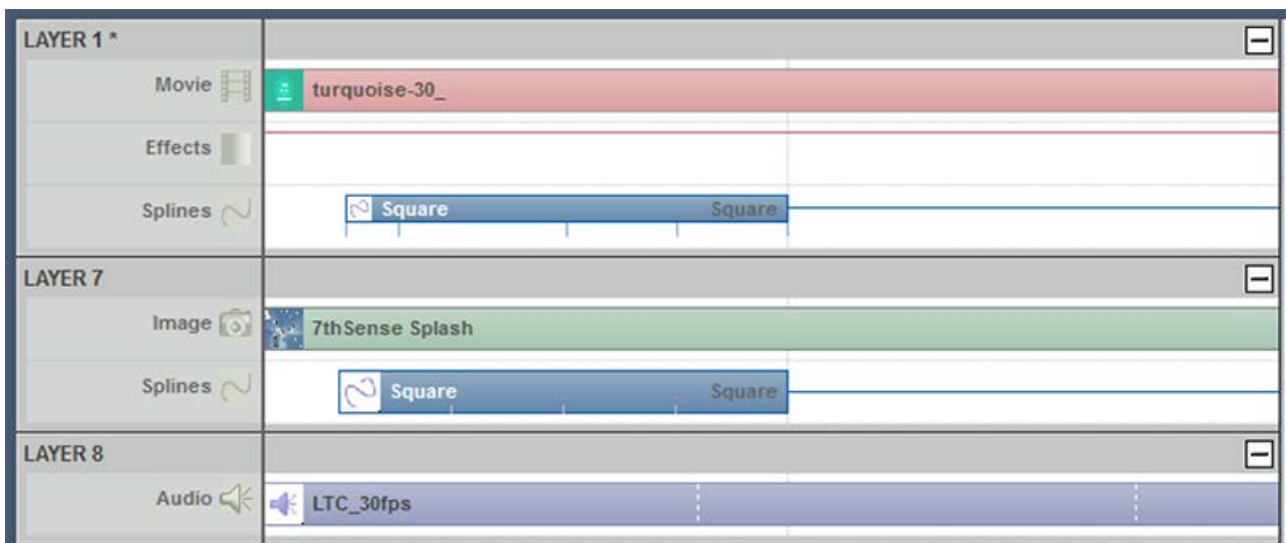 LAYER 1 *
Movie turquoise-30_
Effects
Splines Square Square
LAYER 7
Image 7thSense Splash
Splines Square Square
LAYER 8
Audio LTC_30fps